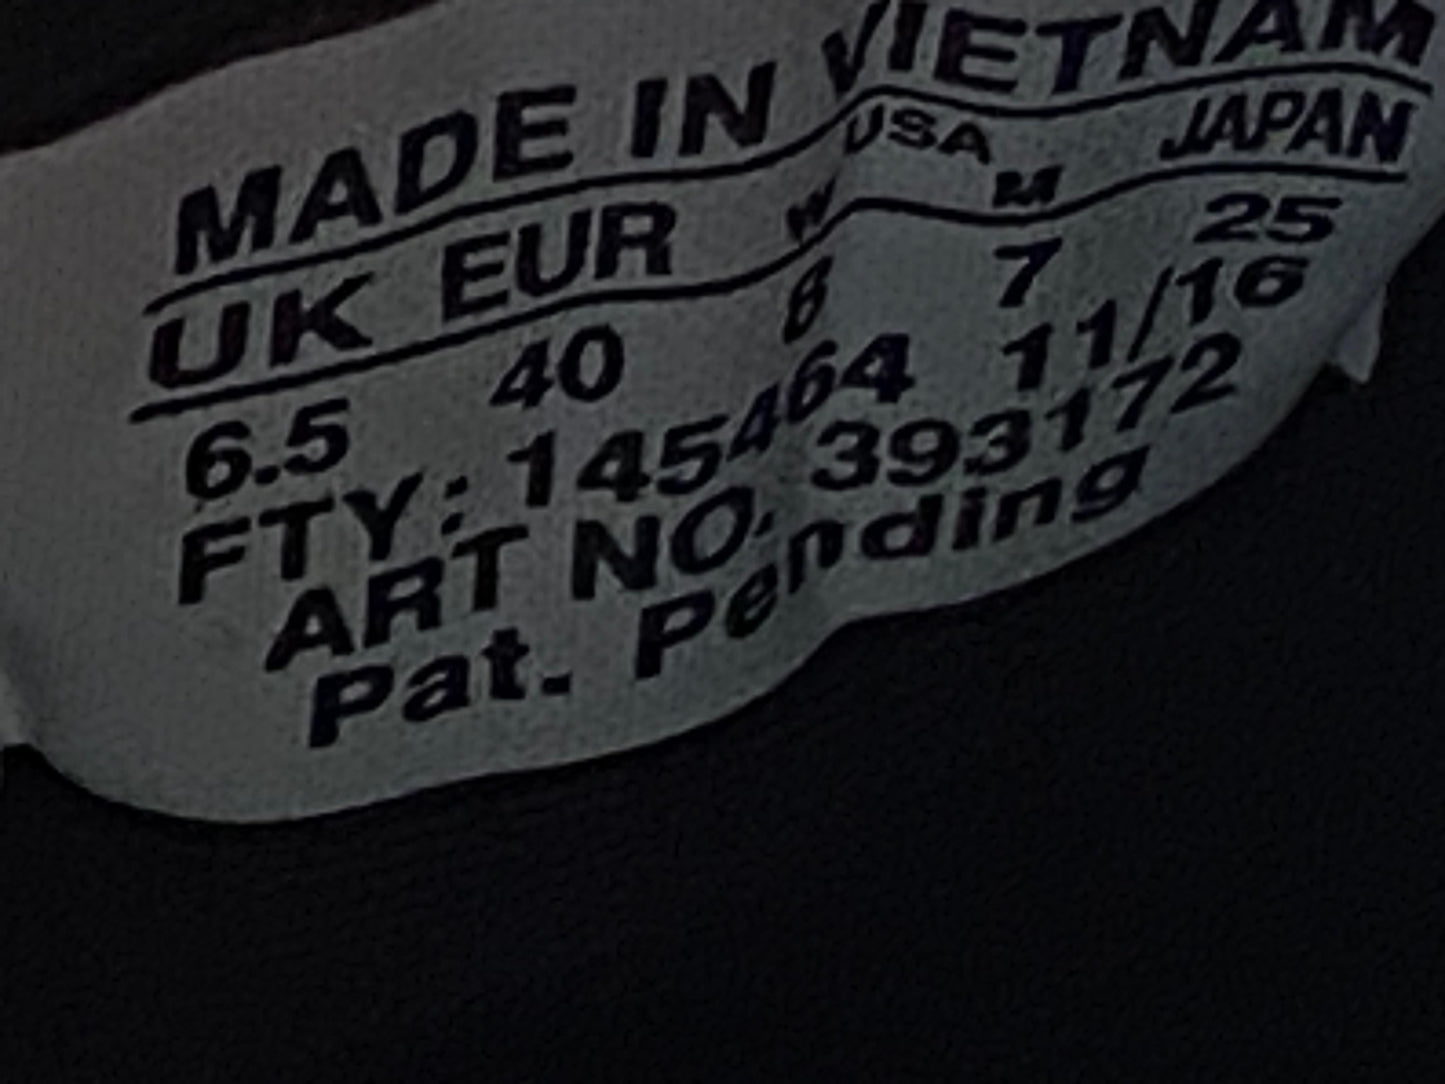 MADE IN VIETNAM
USA JAPAN
UK EUR W M
6.5 40 8 7 25
FTY: 145464 11/16
ART NO. 393172
Pat. Pending